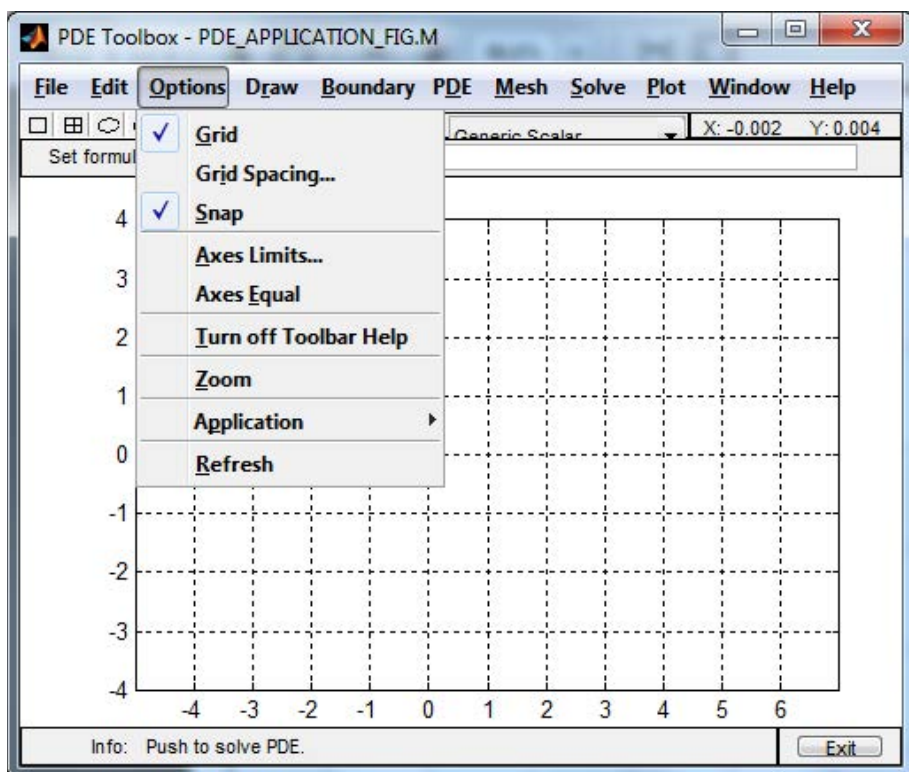 PDE Toolbox - PDE_APPLICATION_FIG.M
File Edit Options Draw Boundary PDE Mesh Solve Plot Window Help
Generic Scalar X: -0.002 Y: 0.004
Set formul
Grid
Grid Spacing...
Snap
Axes Limits...
Axes Equal
Turn off Toolbar Help
Zoom
Application
Refresh
4
3
2
1
0
-1
-2
-3
-4
-4 -3 -2 -1 0 1 2 3 4 5 6
Info: Push to solve PDE. Exit